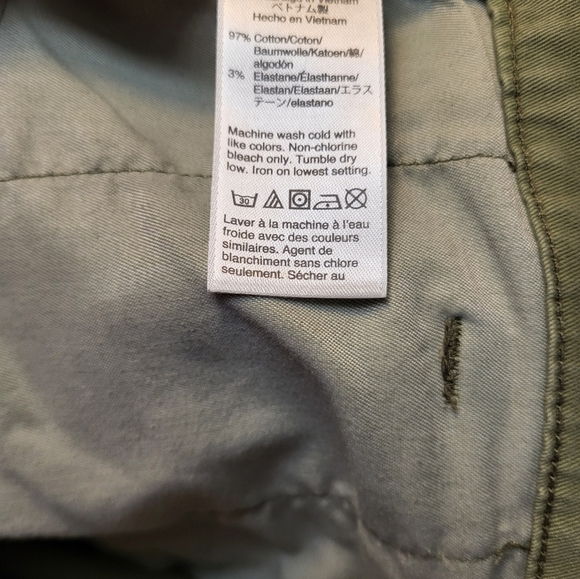 ベトナム製
Hecho en Vietnam
97% Cotton/Coton/
Baumwolle/Katoen/綿/
algodón
3% Elastane/Élasthanne/
Elastan/Elastaan/エラス
テーン/elastano
Machine wash cold with
like colors. Non-chlorine
bleach only. Tumble dry
low. Iron on lowest setting.
30
Laver à la machine à l'eau
froide avec des couleurs
similaires. Agent de
blanchiment sans chlore
seulement. Sécher au